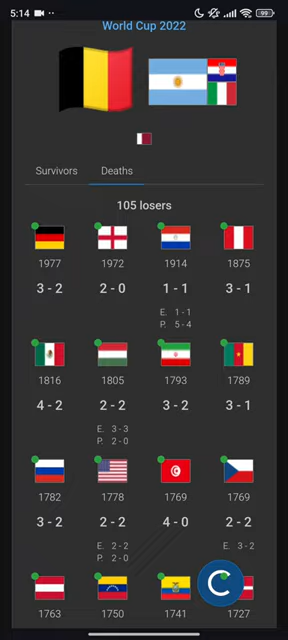 5:14
99
World Cup 2022
Survivors Deaths
105 losers
1977 1972 1914 1875
3 - 2 2 - 0 1 - 1 3 - 1
E. 1 - 1
P. 5 - 4
1816 1805 1793 1789
4 - 2 2 - 2 3 - 2 3 - 1
E. 3 - 3
P. 2 - 0
1782 1778 1769 1769
3 - 2 2 - 2 4 - 0 2 - 2
E. 2 - 2 E. 3 - 2
P. 2 - 0
C
1763 1750 1741 1727